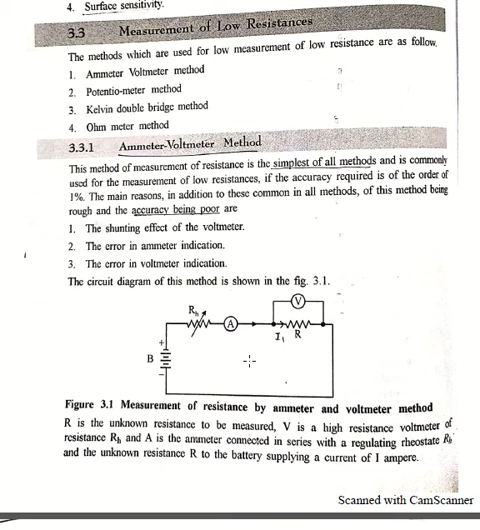 4. Surface sensitivity.
3.3 Measurement of Low Resistances
The methods which are used for low measurement of low resistance are as follow.
1. Ammeter Voltmeter method
2. Potentio-meter method
3. Kelvin double bridge method
4. Ohm meter method
3.3.1 Ammeter-Voltmeter Method
This method of measurement of resistance is the simplest of all methods and is commonly
used for the measurement of low resistances, if the accuracy required is of the order of
1%. The main reasons, in addition to these common in all methods, of this method being
rough and the accuracy being poor are
1. The shunting effect of the voltmeter.
2. The error in ammeter indication.
3. The error in voltmeter indication.
The circuit diagram of this method is shown in the fig. 3.1.
V
Rh
A
I1 R
+
B
-
Figure 3.1 Measurement of resistance by ammeter and voltmeter method
R is the unknown resistance to be measured, V is a high resistance voltmeter of
resistance Rh and A is the ammeter connected in series with a regulating rheostate Rh
and the unknown resistance R to the battery supplying a current of I ampere.
Scanned with CamScanner